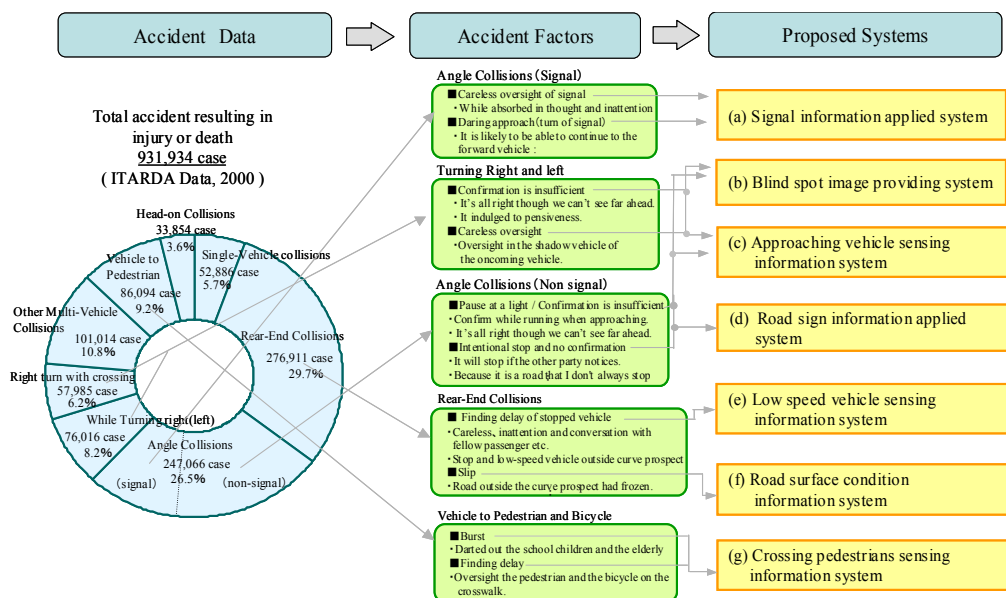 Accident Data
Accident Factors
Proposed Systems
Total accident resulting in
injury or death
931,934 case
( ITARDA Data, 2000 )
Head-on Collisions
33,854 case
3.6%
Single-Vehicle collisions
52,886 case
5.7%
Vehicle to
Pedestrian
86,094 case
9.2%
Other Multi-Vehicle
Collisions
101,014 case
10.8%
Rear-End Collisions
276,911 case
29.7%
Right turn with crossing
57,985 case
6.2%
While Turning right(left)
76,016 case
8.2%
Angle Collisions
247,066 case
26.5%
(signal)
(non-signal)
Angle Collisions (Signal)
■Careless oversight of signal
・While absorbed in thought and inattention
■Daring approach(turn of signal)
・It is likely to be able to continue to the
forward vehicle :
Turning Right and left
■Confirmation is insufficient
・It's all right though we can't see far ahead.
・It indulged to pensiveness.
■Careless oversight
・Oversight in the shadow vehicle of
the oncoming vehicle.
Angle Collisions (Non signal)
■Pause at a light / Confirmation is insufficient
・Confirm while running when approaching.
・It's all right though we can't see far ahead.
■Intentional stop and no confirmation.
・It will stop if the other party notices.
・Because it is a road that I don't always stop
Rear-End Collisions
■ Finding delay of stopped vehicle
・Careless, inattention and conversation with
fellow passenger etc.
・Stop and low-speed vehicle outside curve prospect
■Slip
・Road outside the curve prospect had frozen.
Vehicle to Pedestrian and Bicycle
■ Burst
・Darted out the school children and the elderly
■Finding delay
・Oversight the pedestrian and the bicycle on the
crosswalk.
(a) Signal information applied system
(b) Blind spot image providing system
(c) Approaching vehicle sensing
information system
(d) Road sign information applied
system
(e) Low speed vehicle sensing
information system
(f) Road surface condition
information system
(g) Crossing pedestrians sensing
information system